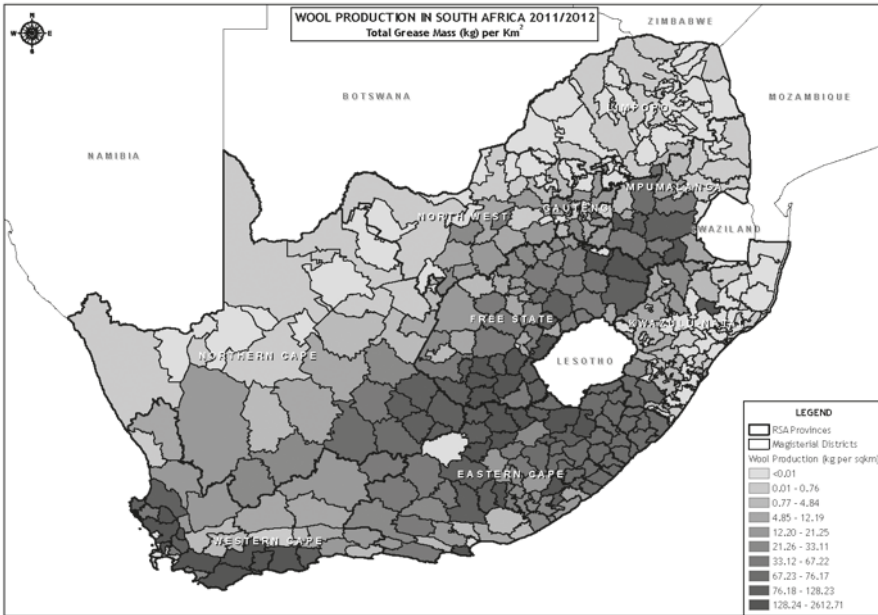 WOOL PRODUCTION IN SOUTH AFRICA 2011/2012
Total Grease Mass (kg) per Km²
N
W E
S
ZIMBABWE
BOTSWANA
MOZAMBIQUE
NAMIBIA
LIMPOPO
MPUMALANGA
NORTH WEST
GAUTENG
WAZILAND
FREE STATE
KWAZULU-NATAL
NORTHERN CAPE
LESOTHO
EASTERN CAPE
WESTERN CAPE
LEGEND
RSA Provinces
Magisterial Districts
Wool Production (kg per sqkm)
<0.01
0.01 - 0.76
0.77 - 4.84
4.85 - 12.19
12.20 - 21.25
21.26 - 33.11
33.12 - 67.22
67.23 - 76.17
76.18 - 128.23
128.24 - 2612.71